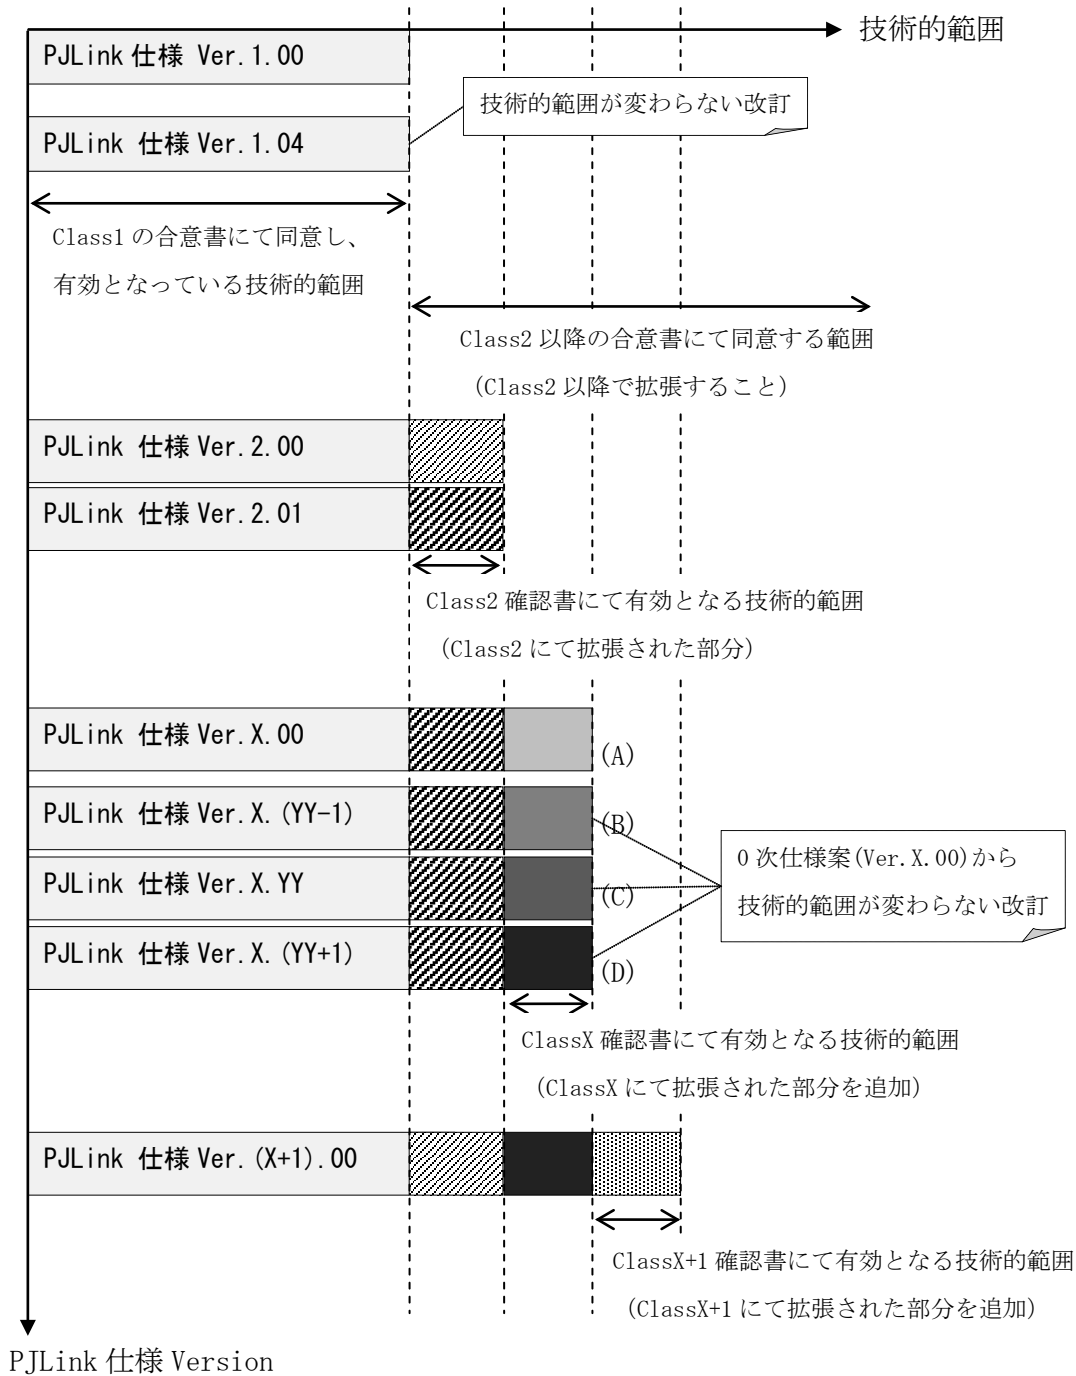 技術的範囲
PJLink 仕様 Ver.1.00
技術的範囲が変わらない改訂
PJLink 仕様 Ver.1.04
Class1 の合意書にて同意し、
有効となっている技術的範囲
Class2 以降の合意書にて同意する範囲
（Class2 以降で拡張すること）
PJLink 仕様 Ver.2.00
PJLink 仕様 Ver.2.01
Class2 確認書にて有効となる技術的範囲
（Class2 にて拡張された部分）
PJLink 仕様 Ver.X.00
(A)
PJLink 仕様 Ver.X.(YY-1)
(B)
0 次仕様案(Ver.X.00)から
技術的範囲が変わらない改訂
PJLink 仕様 Ver.X.YY
(C)
PJLink 仕様 Ver.X.(YY+1)
(D)
ClassX 確認書にて有効となる技術的範囲
（ClassX にて拡張された部分を追加）
PJLink 仕様 Ver.(X+1).00
ClassX+1 確認書にて有効となる技術的範囲
（ClassX+1 にて拡張された部分を追加）
PJLink 仕様 Version